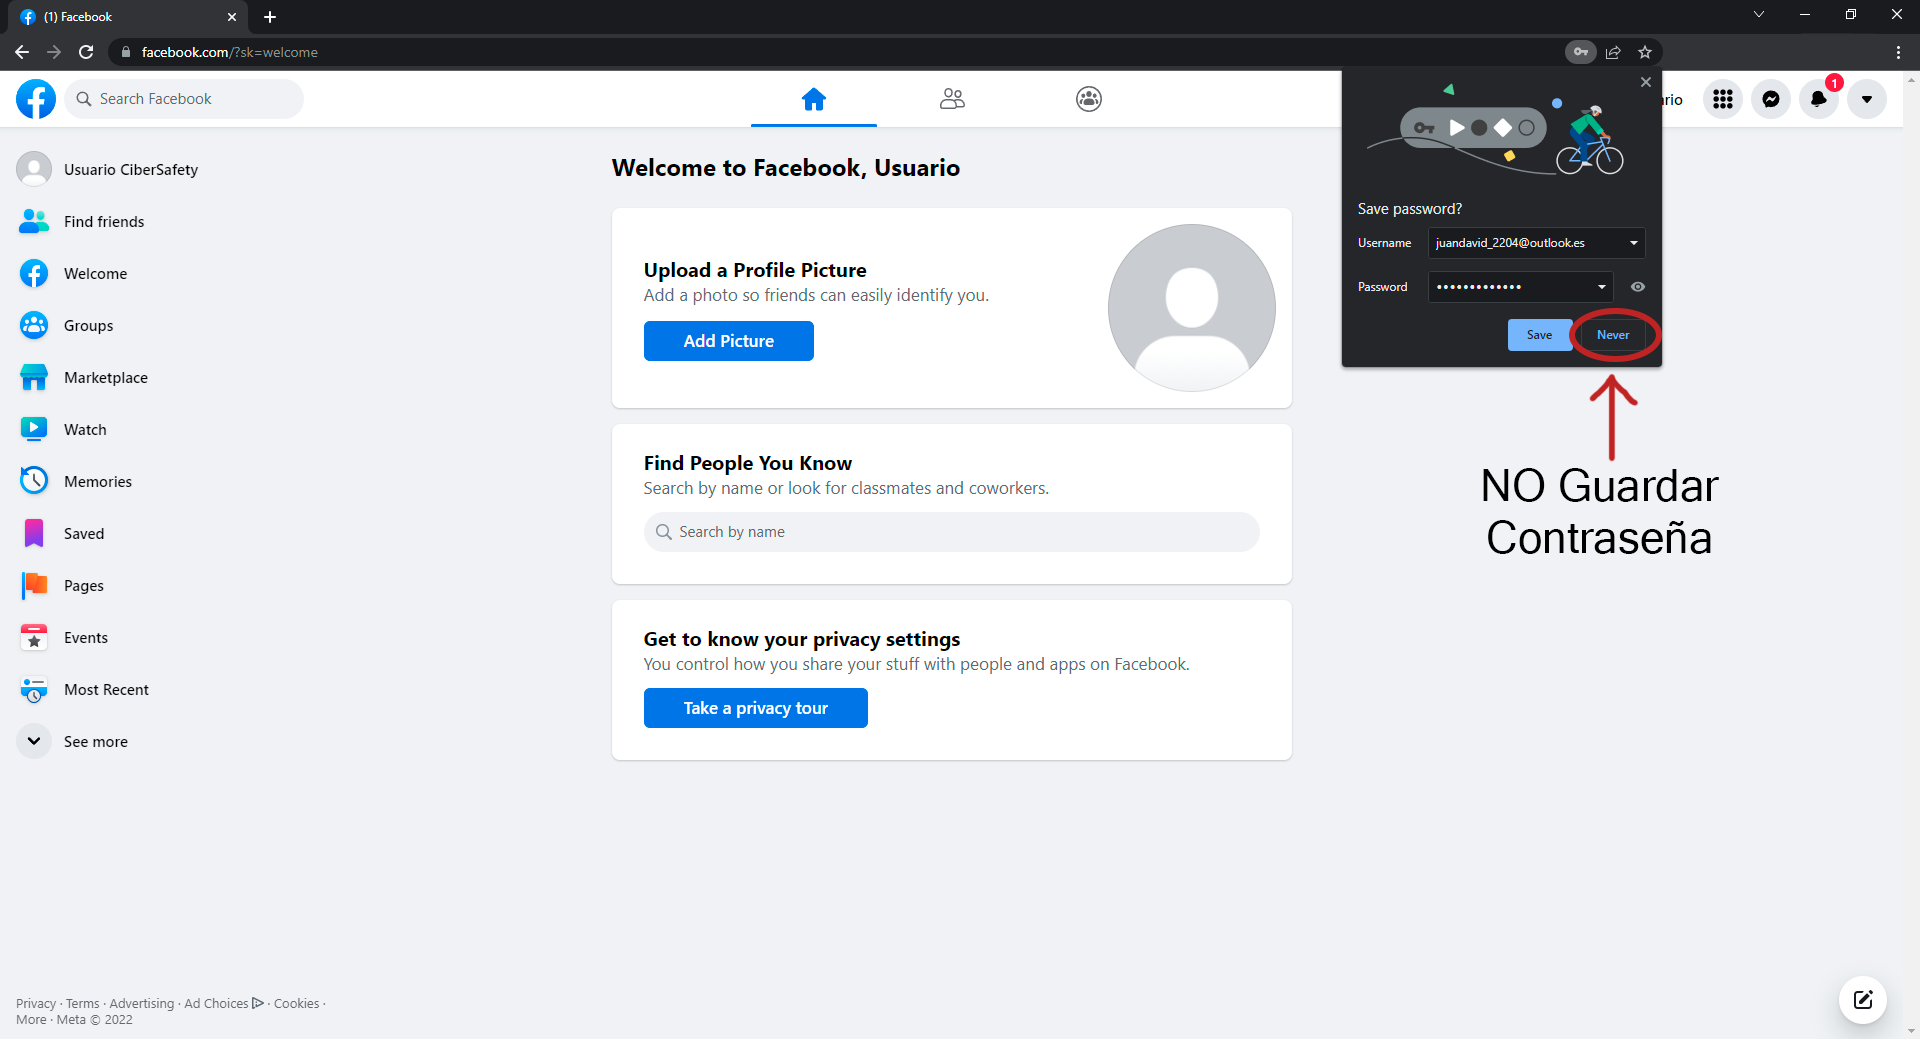 (1) Facebook
facebook.com/?sk=welcome
Search Facebook
1
Usuario CiberSafety
Find friends
Welcome
Groups
Marketplace
Watch
Memories
Saved
Pages
Events
Most Recent
See more
Privacy · Terms · Advertising · Ad Choices · Cookies ·
More · Meta © 2022
Welcome to Facebook, Usuario
Upload a Profile Picture
Add a photo so friends can easily identify you.
Add Picture
Find People You Know
Search by name or look for classmates and coworkers.
Search by name
Get to know your privacy settings
You control how you share your stuff with people and apps on Facebook.
Take a privacy tour
Save password?
Username juandavid_2204@outlook.es
Password •••••••••••••
Save Never
NO Guardar
Contraseña